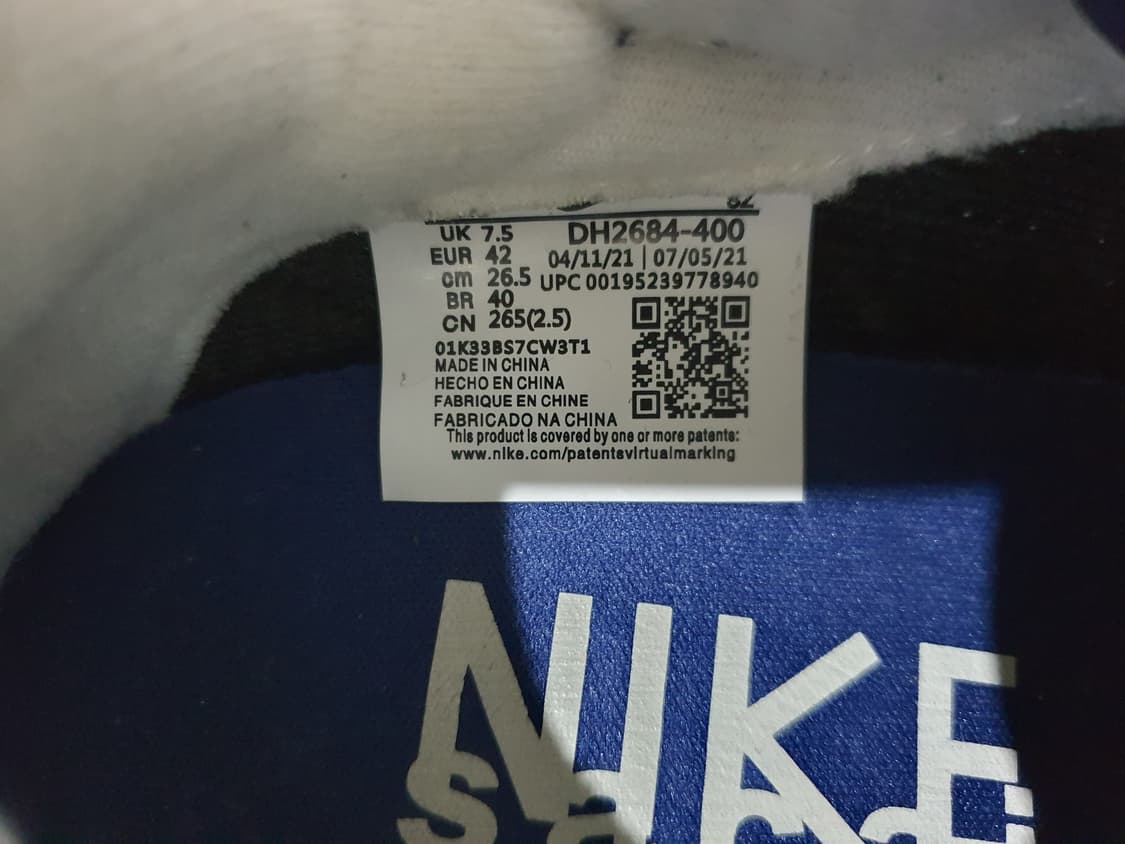 UK 7.5 DH2684-400
EUR 42 04/11/21 | 07/05/21
cm 26.5 UPC 00195239778940
BR 40
CN 265(2.5)
01K33BS7CW3T1
MADE IN CHINA
HECHO EN CHINA
FABRIQUE EN CHINE
FABRICADO NA CHINA
This product is covered by one or more patents:
www.nike.com/patentsvirtualmarking
NIKE